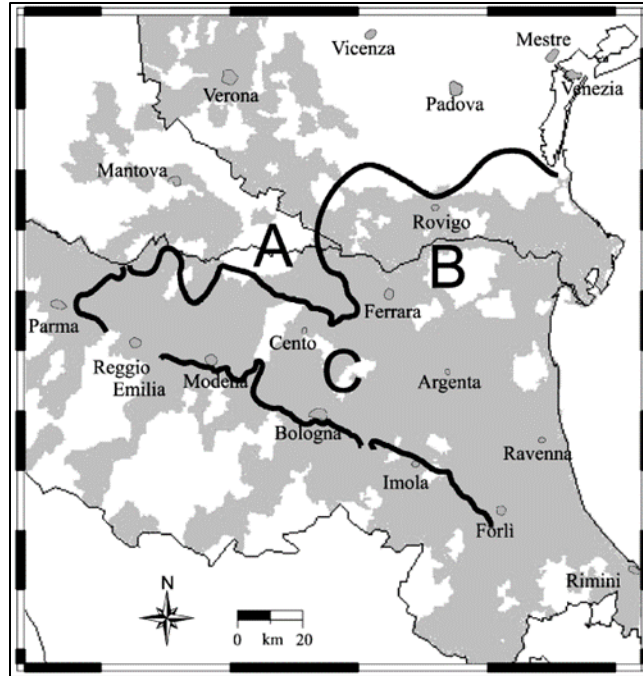 Vicenza
Mestre
Verona
Padova
Venezia
Mantova
Rovigo
A
B
Parma
Ferrara
Cento
Reggio
Emilia
Modena
C
Argenta
Bologna
Ravenna
Imola
Forlì
Rimini
N
0 km 20